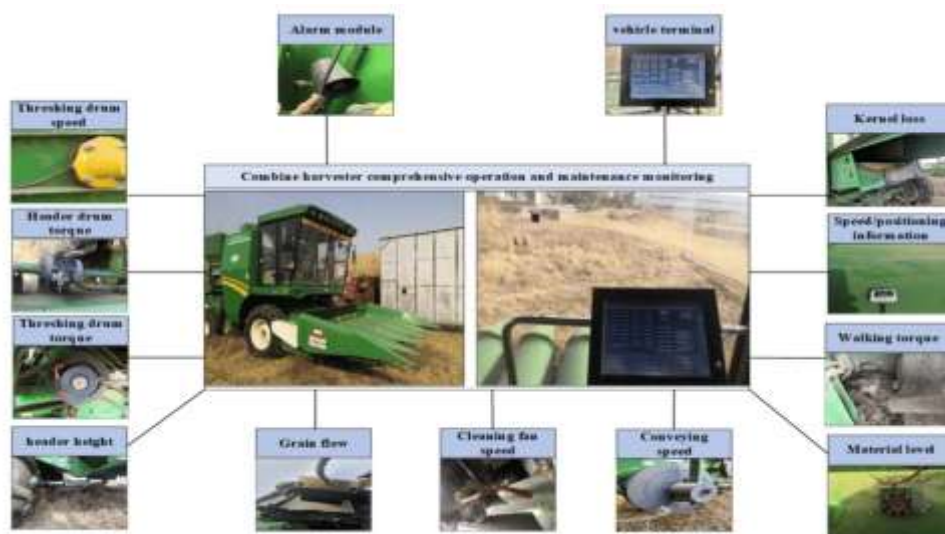 Alarm module
vehicle terminal
Threshing drum
speed
Kernel loss
Combine harvester comprehensive operation and maintenance monitoring
Header drum
torque
Speed/positioning
information
Threshing drum
torque
Walking torque
header height
Grain flow
Cleaning fan
speed
Conveying
speed
Material level